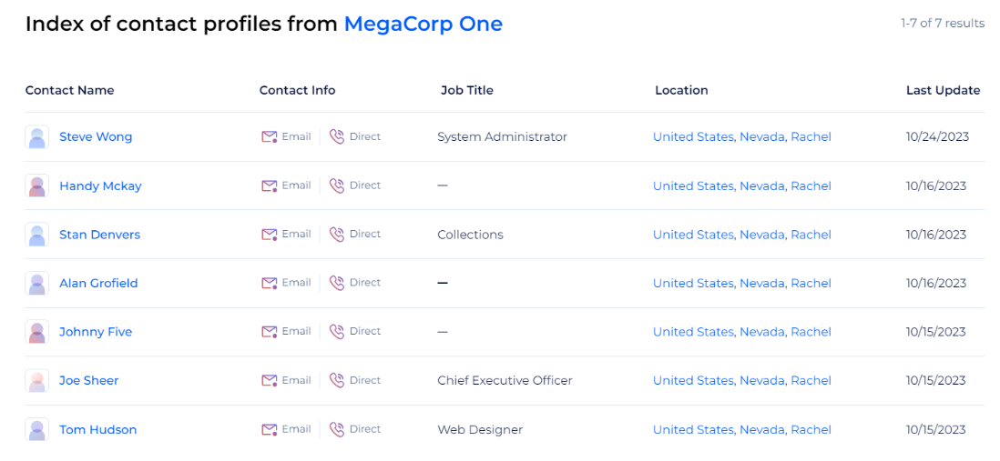 Index of contact profiles from MegaCorp One 1-7 of 7 results
Contact Name Contact Info Job Title Location Last Update
Steve Wong Email Direct System Administrator United States, Nevada, Rachel 10/24/2023
Handy Mckay Email Direct — United States, Nevada, Rachel 10/16/2023
Stan Denvers Email Direct Collections United States, Nevada, Rachel 10/16/2023
Alan Grofield Email Direct — United States, Nevada, Rachel 10/16/2023
Johnny Five Email Direct — United States, Nevada, Rachel 10/15/2023
Joe Sheer Email Direct Chief Executive Officer United States, Nevada, Rachel 10/15/2023
Tom Hudson Email Direct Web Designer United States, Nevada, Rachel 10/15/2023